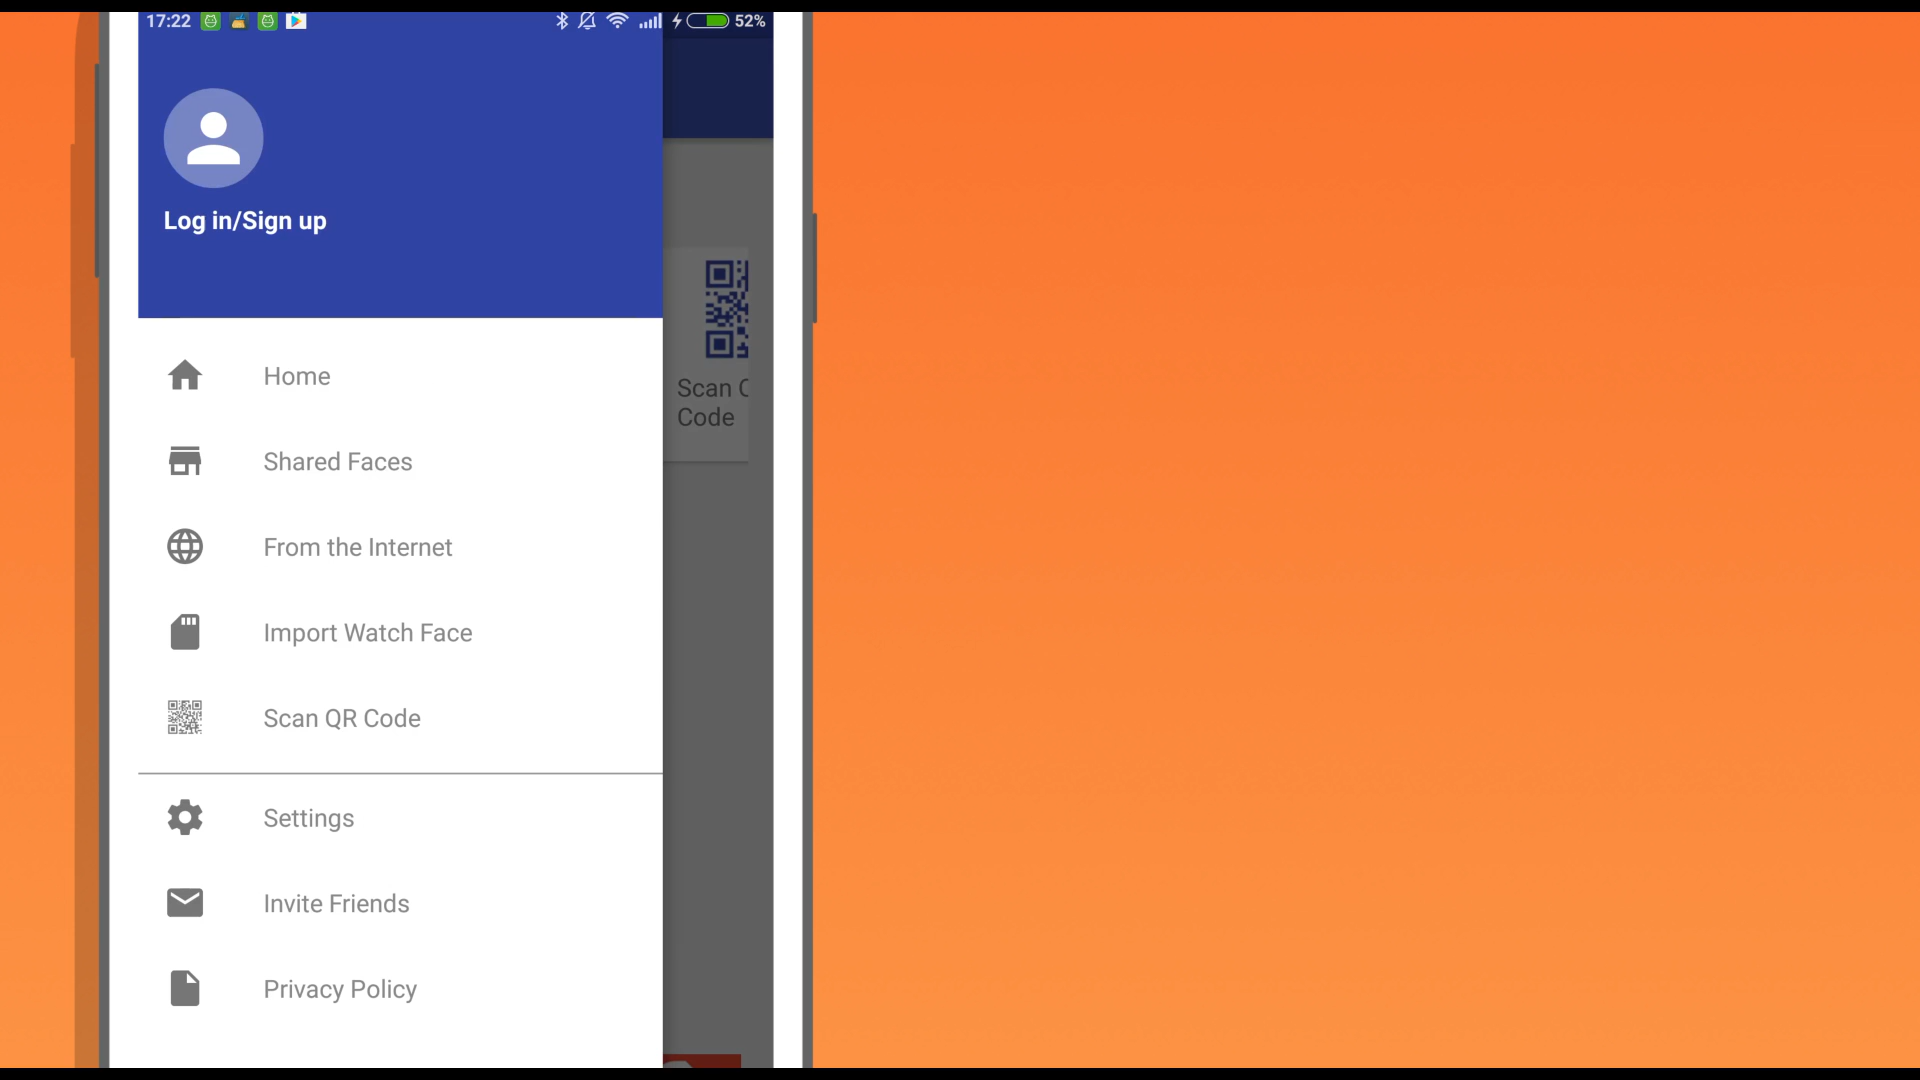 17:22 52%
Log in/Sign up
Home
Shared Faces
From the Internet
Import Watch Face
Scan QR Code
Settings
Invite Friends
Privacy Policy
Scan
Code